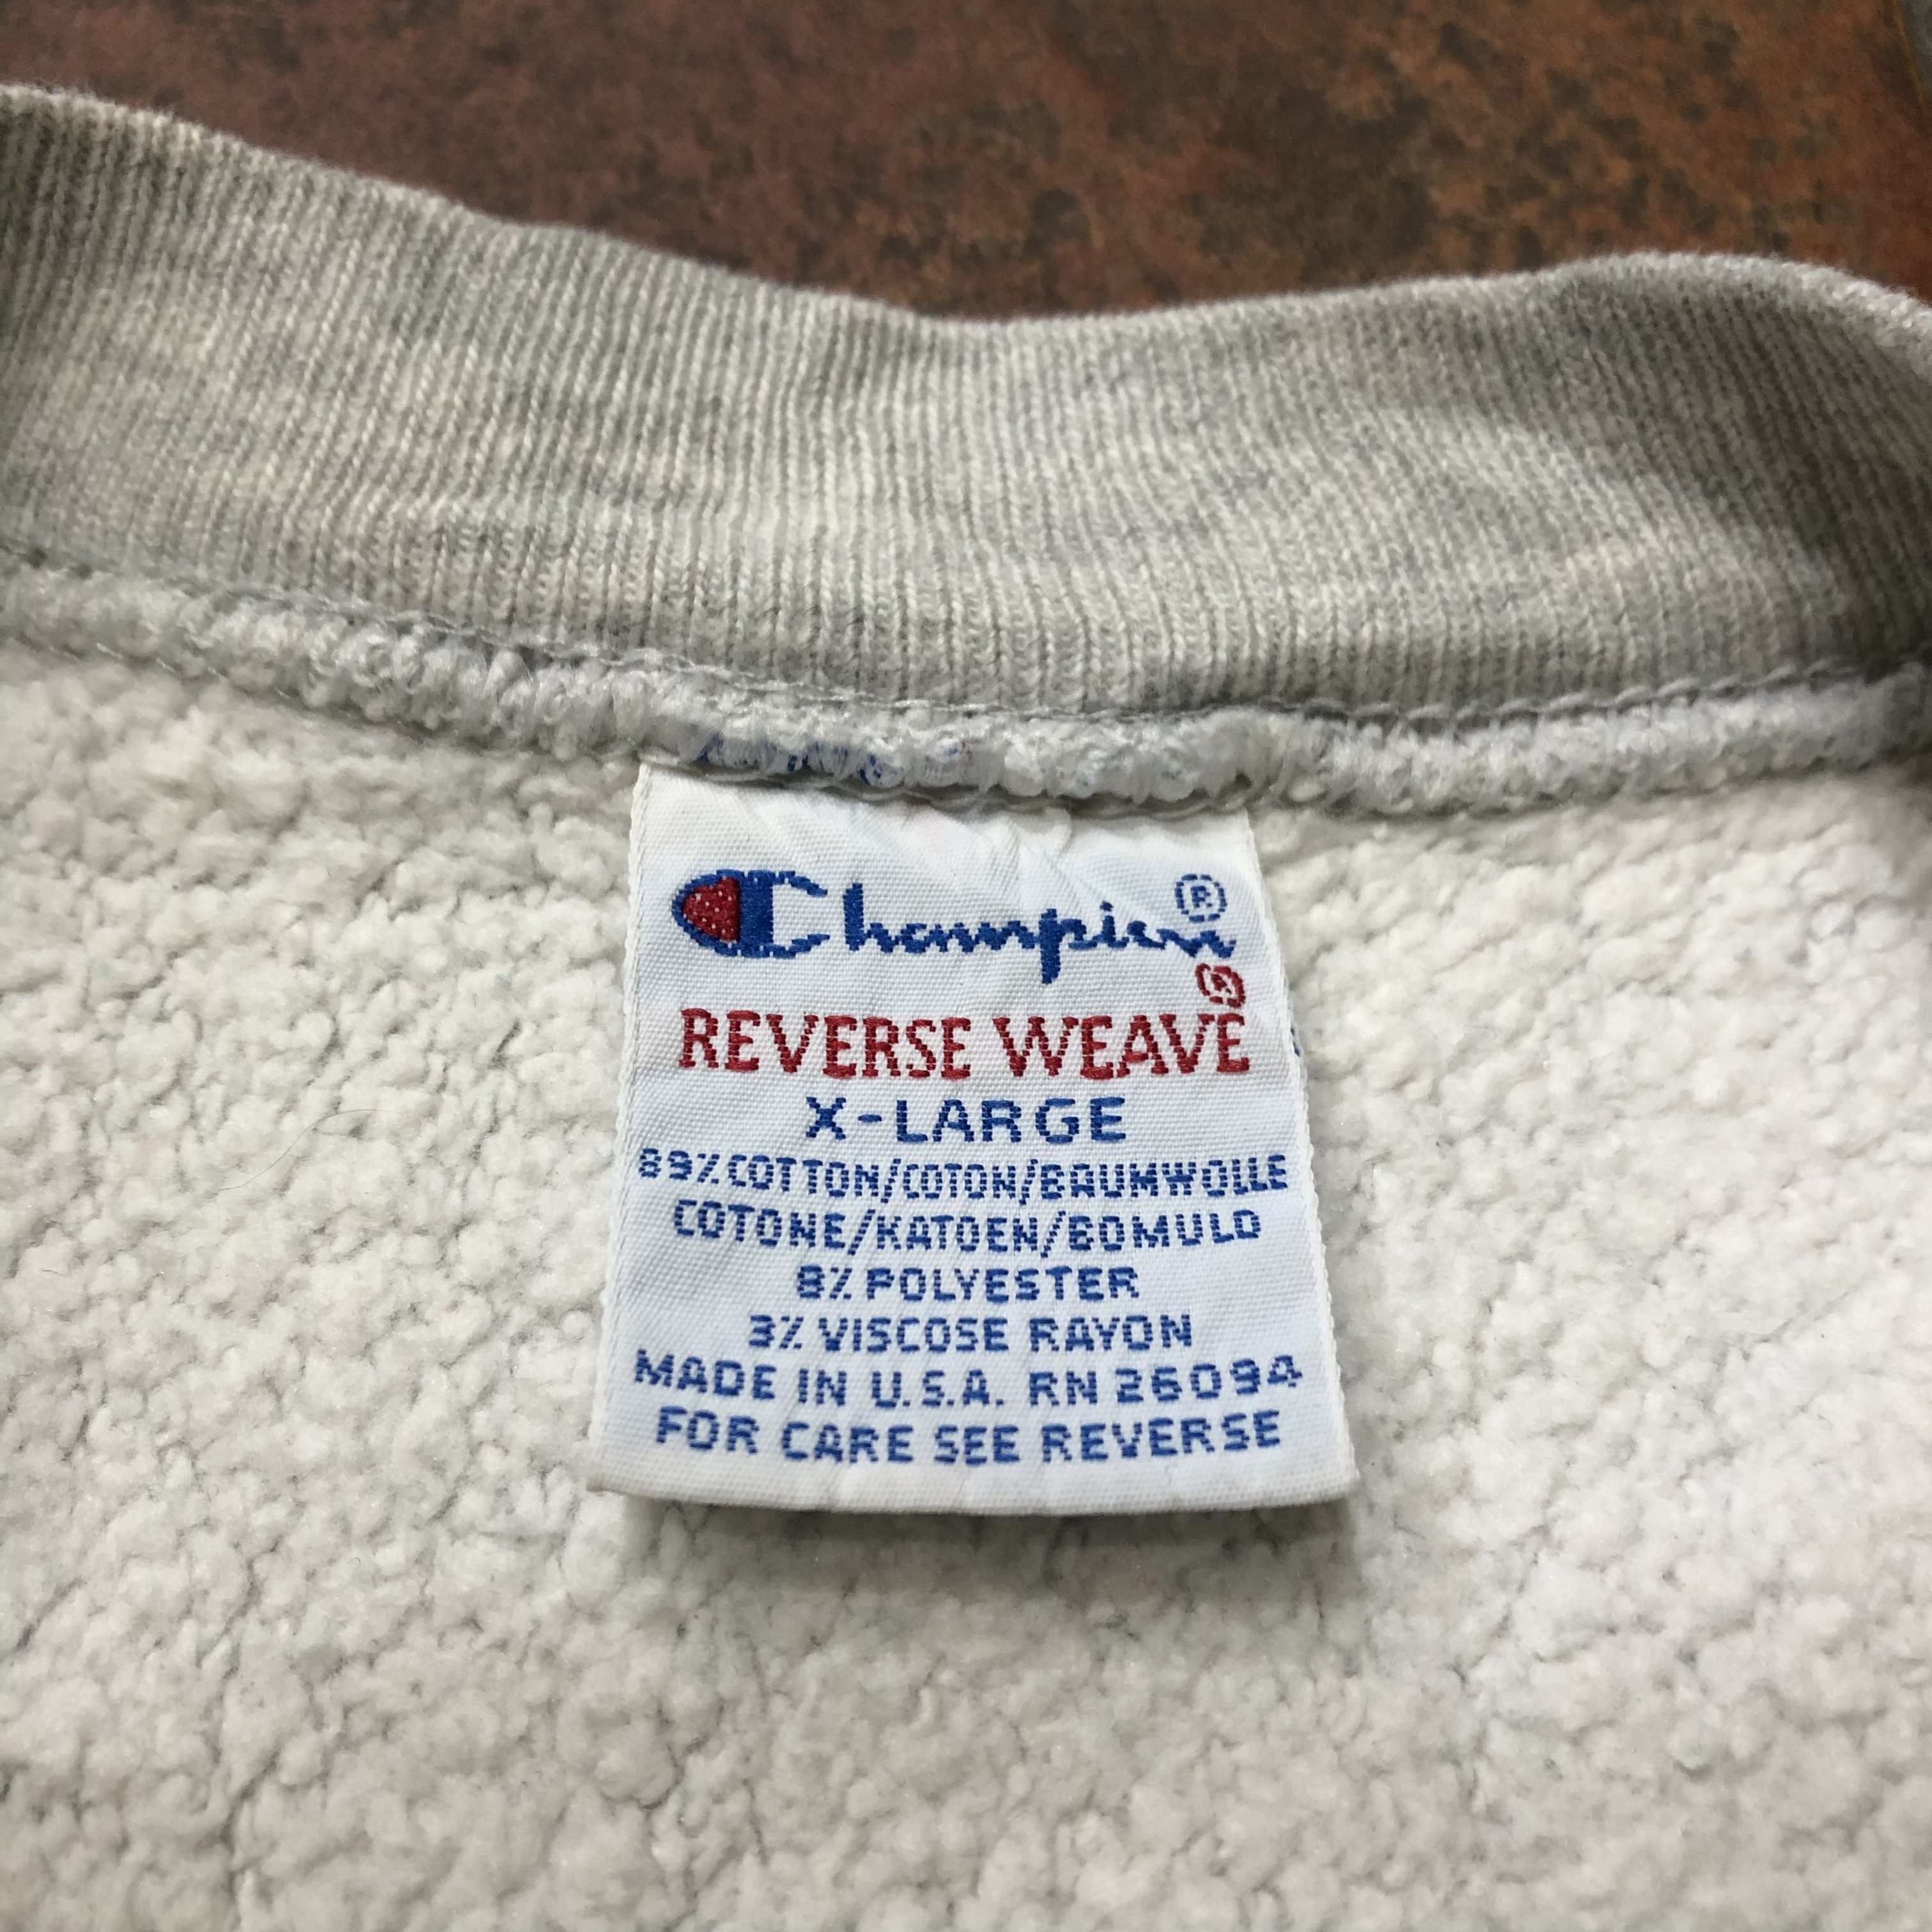 Champion®
®
REVERSE WEAVE
X-LARGE
89% COTTON/COTON/BAUMWOLLE
COTONE/KATOEN/BOMULD
8% POLYESTER
3% VISCOSE RAYON
MADE IN U.S.A. RN 26094
FOR CARE SEE REVERSE